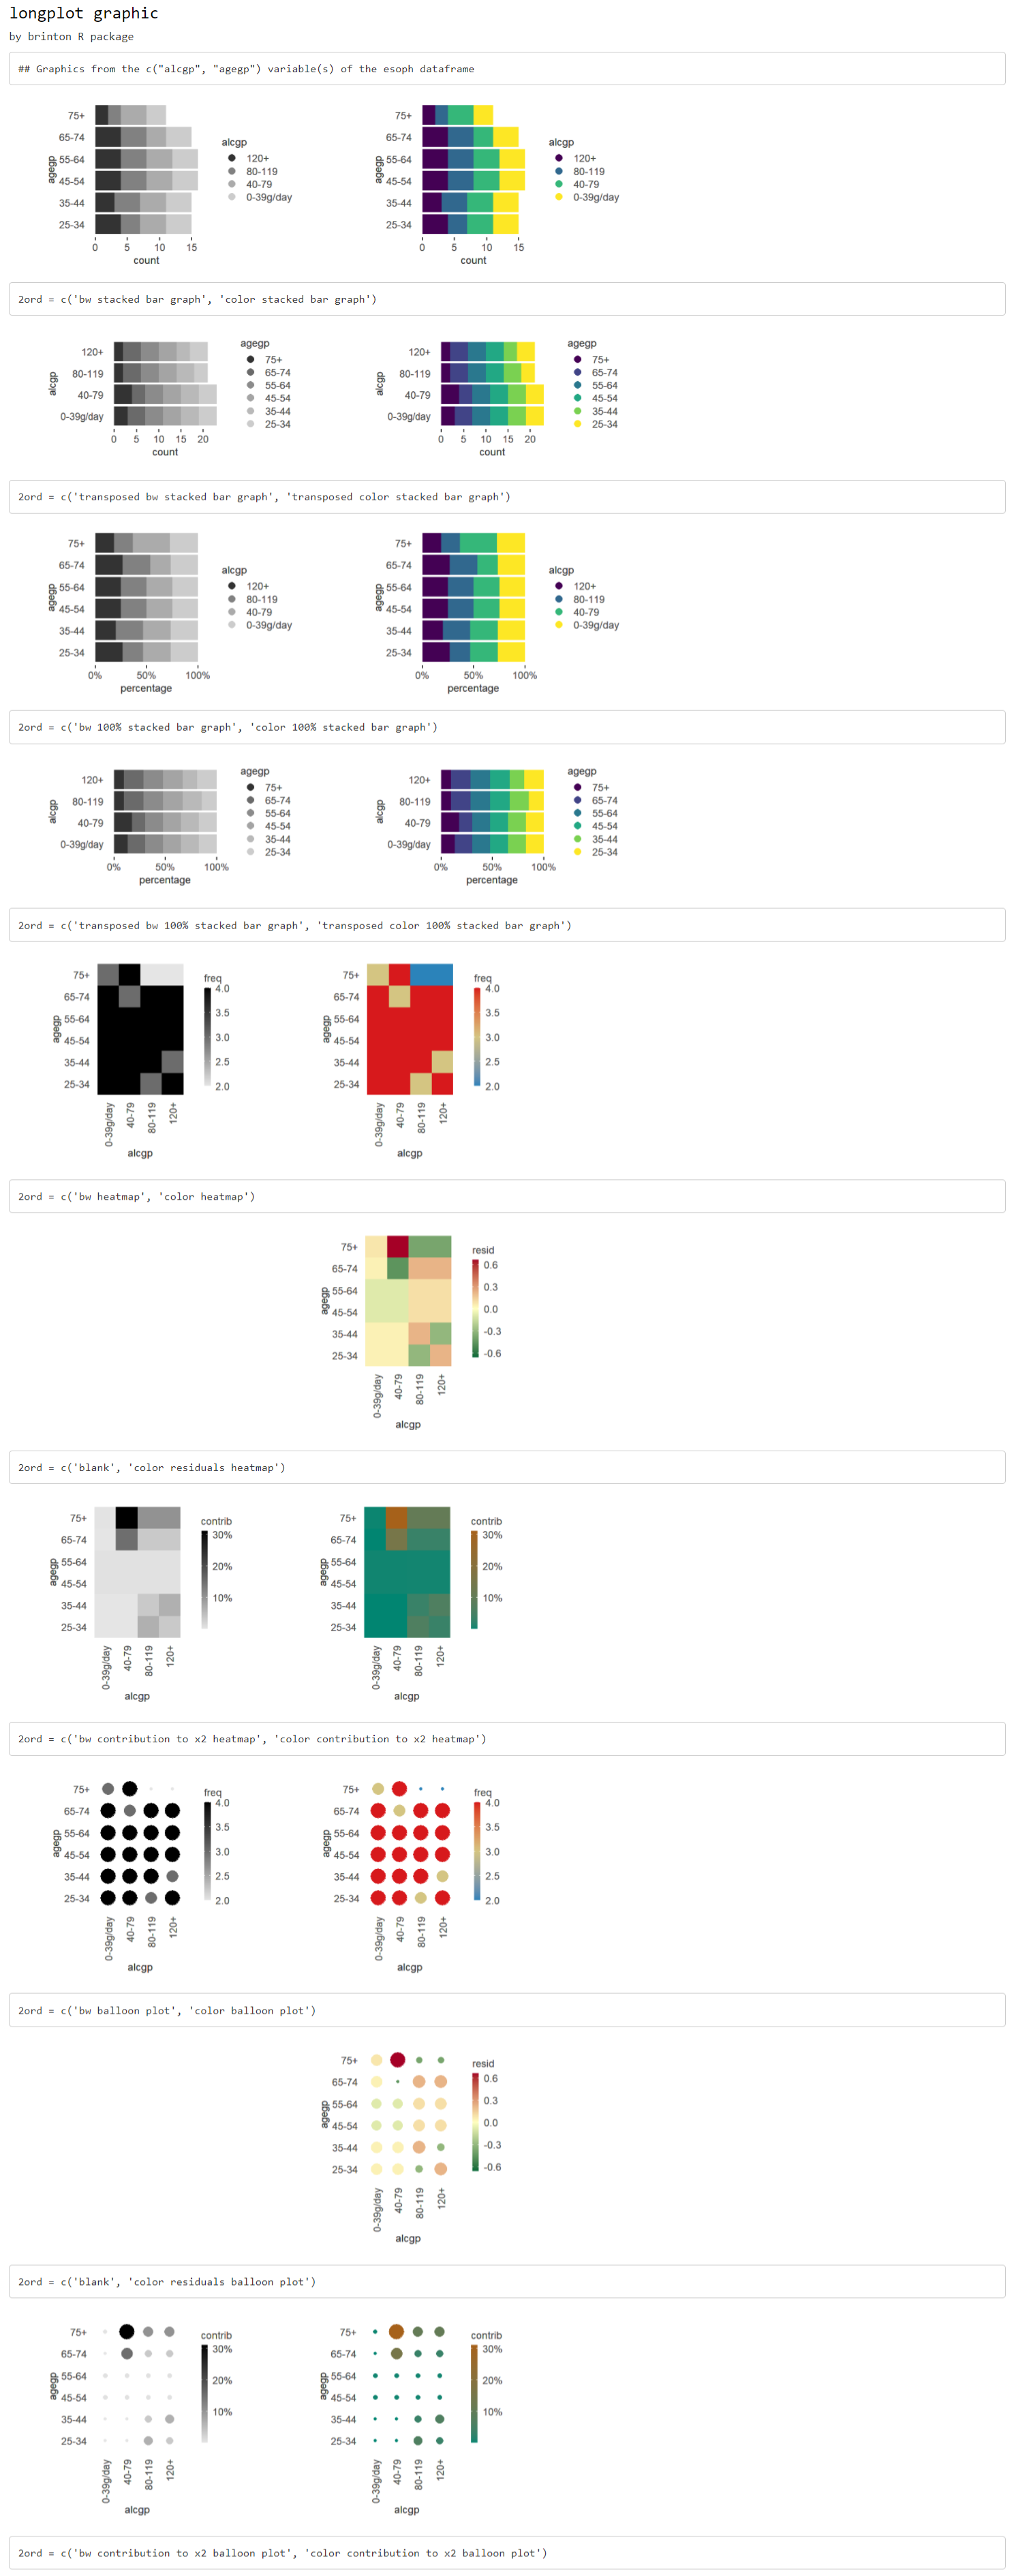 longplot graphic
by brinton R package
## Graphics from the c("alcgp", "agegp") variable(s) of the esoph dataframe
75+
65-74
55-64
45-54
35-44
25-34
agegp
0 5 10 15
count
alcgp
120+
80-119
40-79
0-39g/day
75+
65-74
55-64
45-54
35-44
25-34
agegp
0 5 10 15
count
alcgp
120+
80-119
40-79
0-39g/day
2ord = c('bw stacked bar graph', 'color stacked bar graph')
120+
80-119
40-79
0-39g/day
alcgp
0 5 10 15 20
count
agegp
75+
65-74
55-64
45-54
35-44
25-34
120+
80-119
40-79
0-39g/day
alcgp
0 5 10 15 20
count
agegp
75+
65-74
55-64
45-54
35-44
25-34
2ord = c('transposed bw stacked bar graph', 'transposed color stacked bar graph')
75+
65-74
55-64
45-54
35-44
25-34
agegp
0% 50% 100%
percentage
alcgp
120+
80-119
40-79
0-39g/day
75+
65-74
55-64
45-54
35-44
25-34
agegp
0% 50% 100%
percentage
alcgp
120+
80-119
40-79
0-39g/day
2ord = c('bw 100% stacked bar graph', 'color 100% stacked bar graph')
120+
80-119
40-79
0-39g/day
alcgp
0% 50% 100%
percentage
agegp
75+
65-74
55-64
45-54
35-44
25-34
120+
80-119
40-79
0-39g/day
alcgp
0% 50% 100%
percentage
agegp
75+
65-74
55-64
45-54
35-44
25-34
2ord = c('transposed bw 100% stacked bar graph', 'transposed color 100% stacked bar graph')
75+
65-74
55-64
45-54
35-44
25-34
agegp
0-39g/day 40-79 80-119 120+
alcgp
freq
4.0
3.5
3.0
2.5
2.0
75+
65-74
55-64
45-54
35-44
25-34
agegp
0-39g/day 40-79 80-119 120+
alcgp
freq
4.0
3.5
3.0
2.5
2.0
2ord = c('bw heatmap', 'color heatmap')
75+
65-74
55-64
45-54
35-44
25-34
agegp
0-39g/day 40-79 80-119 120+
alcgp
resid
0.6
0.3
0.0
-0.3
-0.6
2ord = c('blank', 'color residuals heatmap')
75+
65-74
55-64
45-54
35-44
25-34
agegp
0-39g/day 40-79 80-119 120+
alcgp
contrib
30%
20%
10%
75+
65-74
55-64
45-54
35-44
25-34
agegp
0-39g/day 40-79 80-119 120+
alcgp
contrib
30%
20%
10%
2ord = c('bw contribution to x2 heatmap', 'color contribution to x2 heatmap')
75+
65-74
55-64
45-54
35-44
25-34
agegp
0-39g/day 40-79 80-119 120+
alcgp
freq
4.0
3.5
3.0
2.5
2.0
75+
65-74
55-64
45-54
35-44
25-34
agegp
0-39g/day 40-79 80-119 120+
alcgp
freq
4.0
3.5
3.0
2.5
2.0
2ord = c('bw balloon plot', 'color balloon plot')
75+
65-74
55-64
45-54
35-44
25-34
agegp
0-39g/day 40-79 80-119 120+
alcgp
resid
0.6
0.3
0.0
-0.3
-0.6
2ord = c('blank', 'color residuals balloon plot')
75+
65-74
55-64
45-54
35-44
25-34
agegp
0-39g/day 40-79 80-119 120+
alcgp
contrib
30%
20%
10%
75+
65-74
55-64
45-54
35-44
25-34
agegp
0-39g/day 40-79 80-119 120+
alcgp
contrib
30%
20%
10%
2ord = c('bw contribution to x2 balloon plot', 'color contribution to x2 balloon plot')